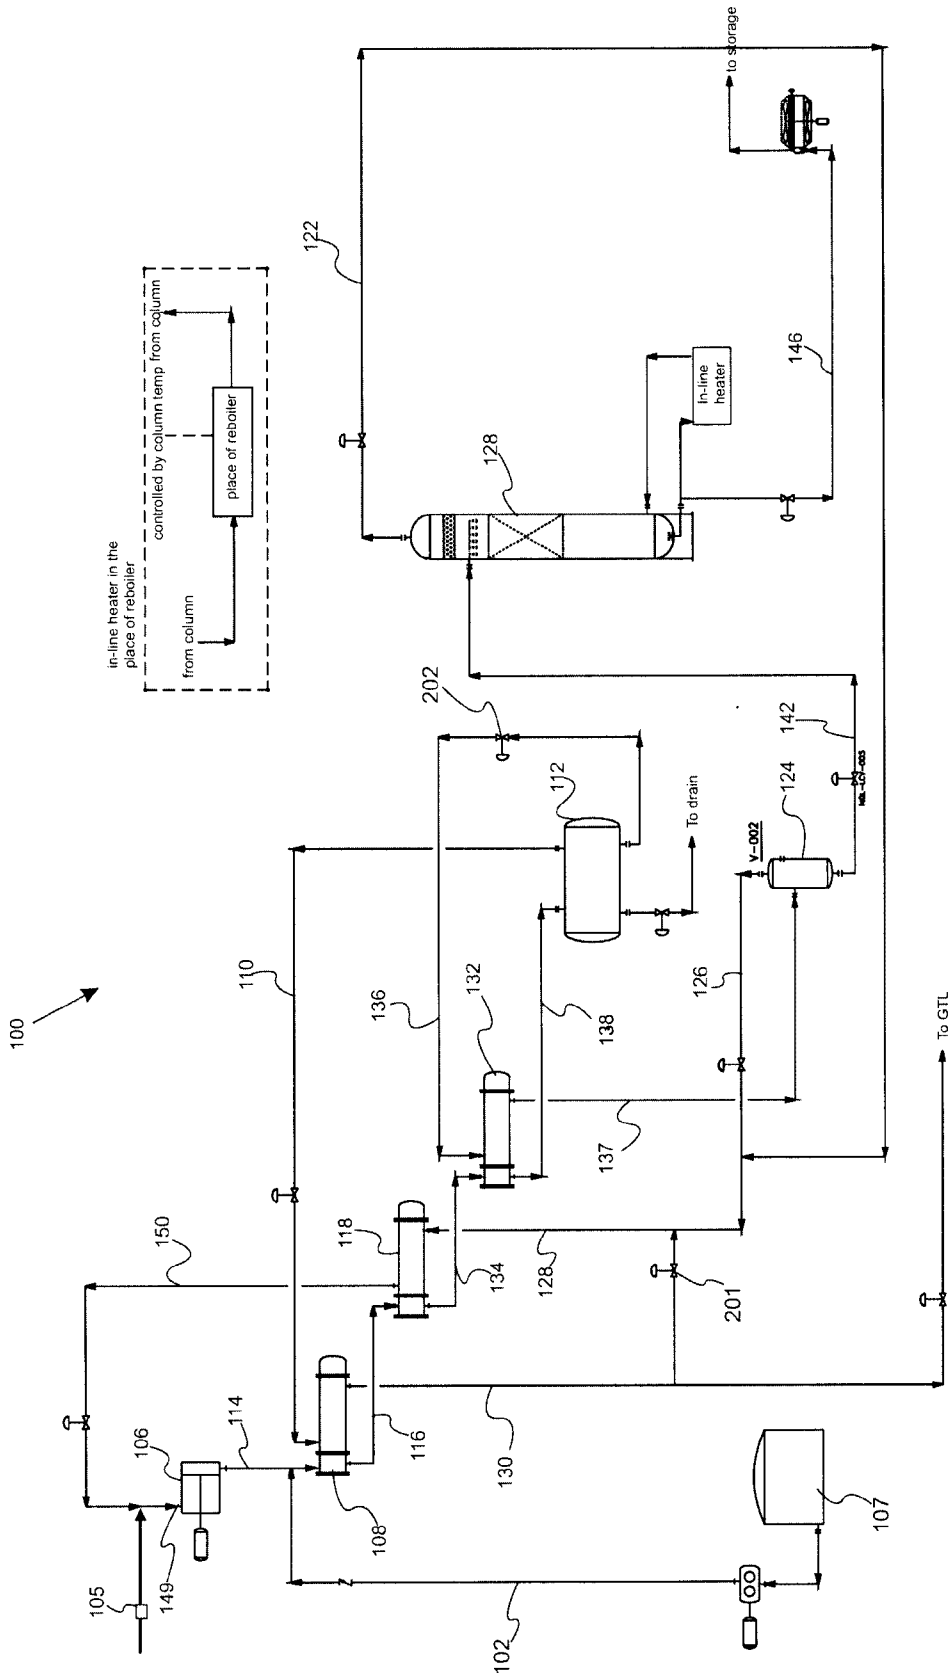 100
in-line heater in the
place of reboiler
from column
controlled by column temp from column
place of reboiler
122
to storage
105
149
106
114
150
110
108
116
118
134
132
136
138
112
202
128
In-line
heater
146
102
107
130
201
128
137
126
V-002
124
142
NGL-LCV-003
To drain
To GTL